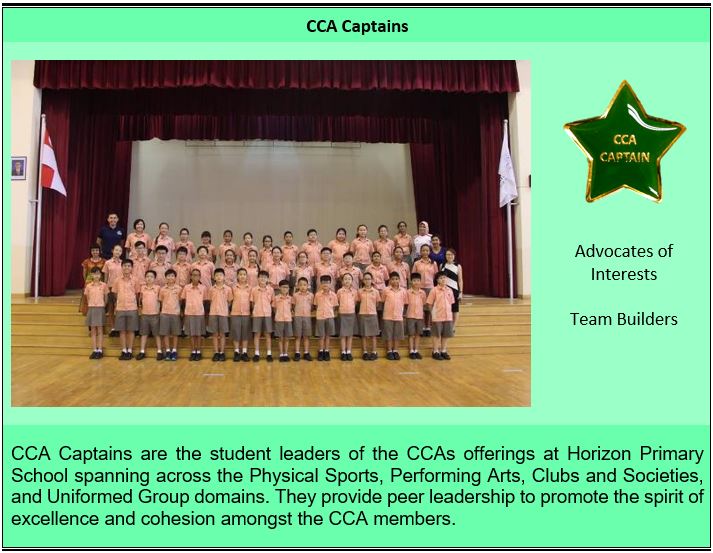 CCA Captains
CCA
CAPTAIN
Advocates of
Interests
Team Builders
CCA Captains are the student leaders of the CCAs offerings at Horizon Primary
School spanning across the Physical Sports, Performing Arts, Clubs and Societies,
and Uniformed Group domains. They provide peer leadership to promote the spirit of
excellence and cohesion amongst the CCA members.